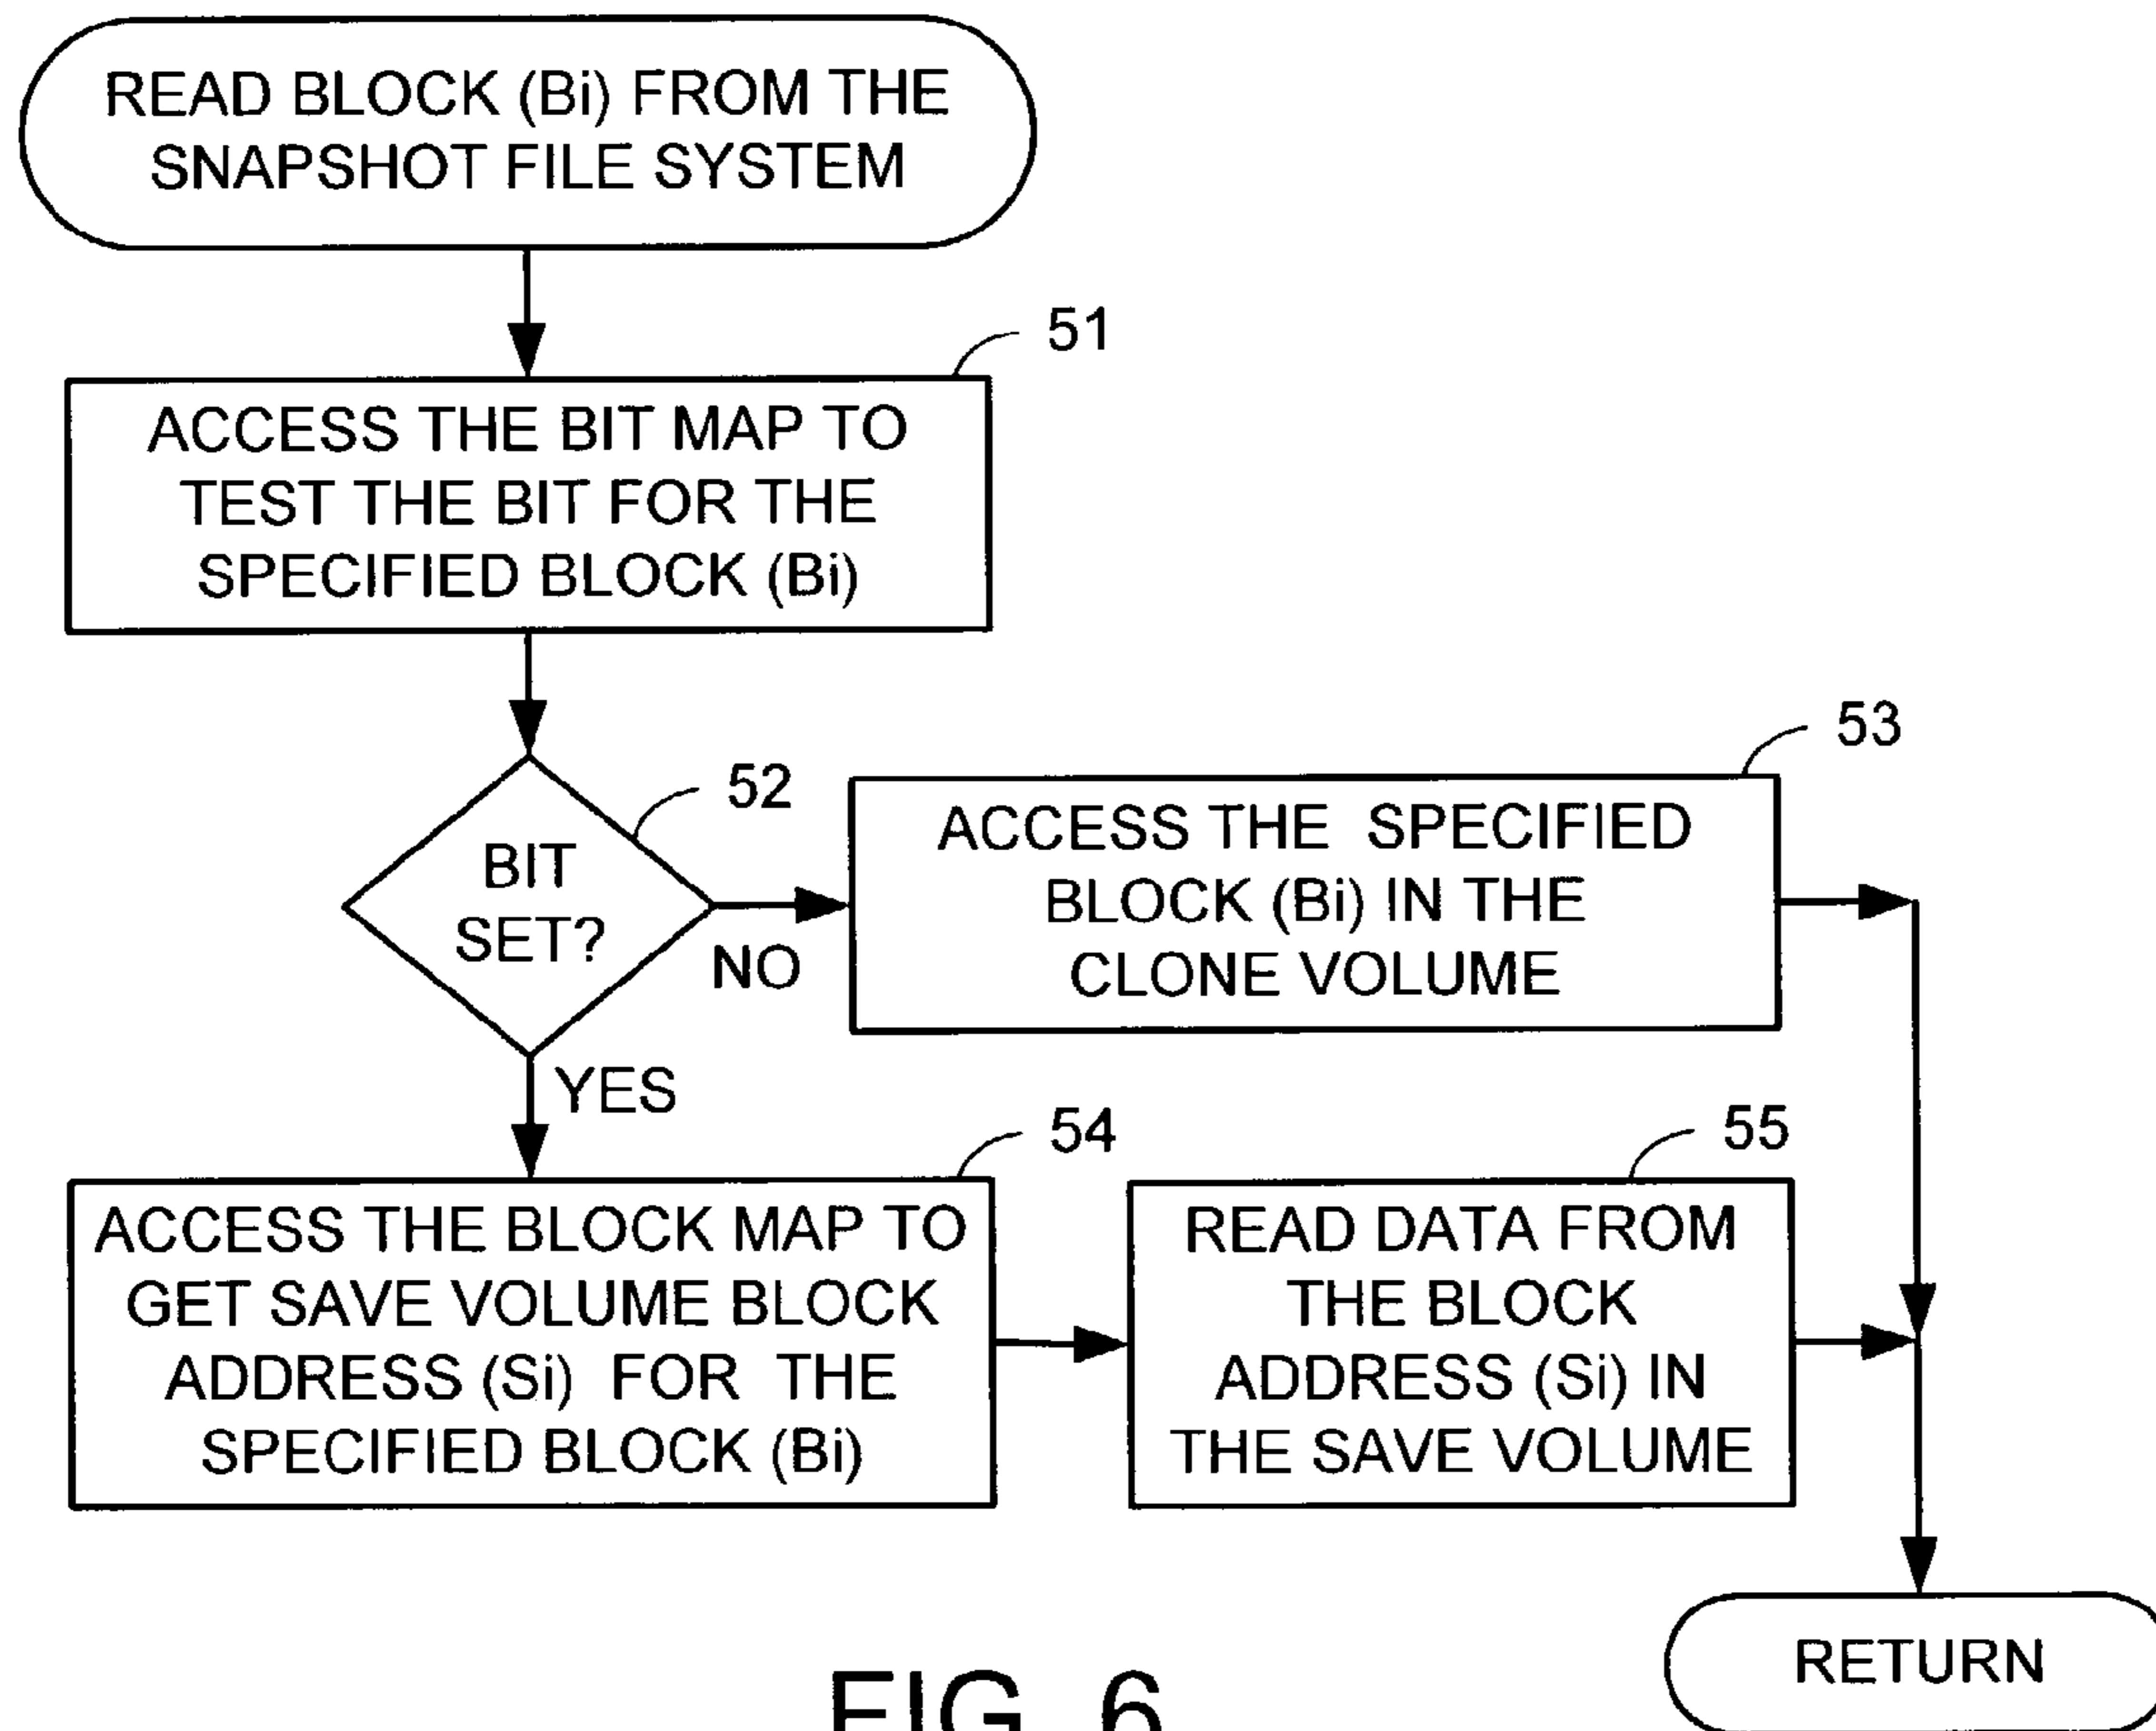 READ BLOCK (Bi) FROM THE
SNAPSHOT FILE SYSTEM
51
ACCESS THE BIT MAP TO
TEST THE BIT FOR THE
SPECIFIED BLOCK (Bi)
52
BIT
SET?
NO
YES
53
ACCESS THE SPECIFIED
BLOCK (Bi) IN THE
CLONE VOLUME
54
ACCESS THE BLOCK MAP TO
GET SAVE VOLUME BLOCK
ADDRESS (Si) FOR THE
SPECIFIED BLOCK (Bi)
55
READ DATA FROM
THE BLOCK
ADDRESS (Si) IN
THE SAVE VOLUME
RETURN
FIG. 6